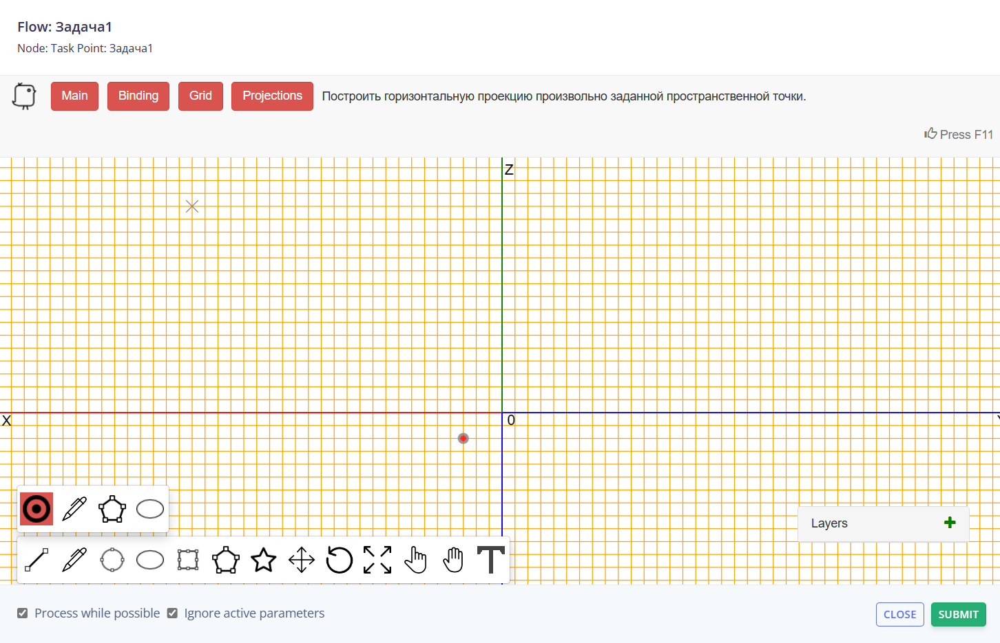 Flow: Задача1
Node: Task Point: Задача1
Main Binding Grid Projections Построить горизонтальную проекцию произвольно заданной пространственной точки.
Press F11
Z
X
0
Layers
Process while possible Ignore active parameters
CLOSE SUBMIT